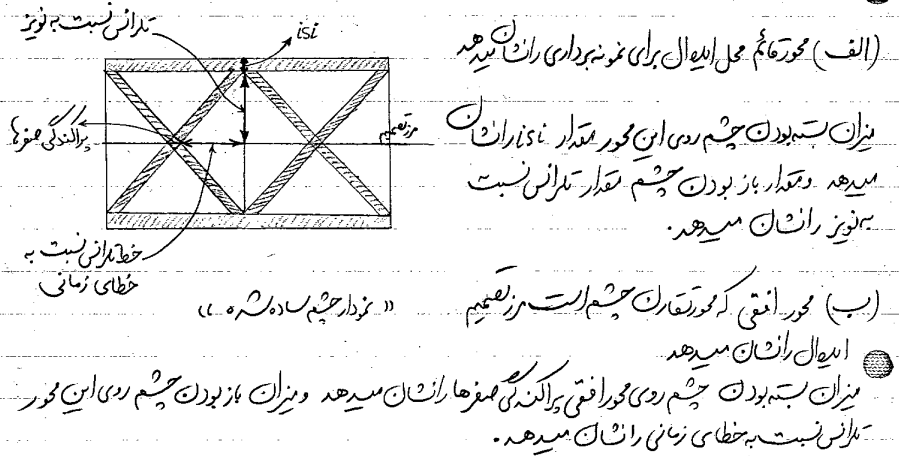 تلرانس نسبت به نویز
isi
(الف) محور قائم محل ایده‌ال برای نمونه برداری را نشان میدهد
پراکندگی صفرها
مرز تصمیم
میزان بسته بودن چشم روی این محور مقدار isi را نشان
میدهد و مقدار باز بودن چشم مقدار تلرانس نسبت
به نویز را نشان میدهد.
خط تلرانس نسبت به
خطای زمانی
«نمودار چشم ساده شده»
(ب) محور افقی که محور تقارن چشم است مرز تصمیم
ایده‌ال را نشان میدهد
میزان بسته بودن چشم روی محور افقی پراکندگی صفرها را نشان میدهد و میزان باز بودن چشم روی این محور
تلرانس نسبت به خطای زمانی را نشان میدهد.